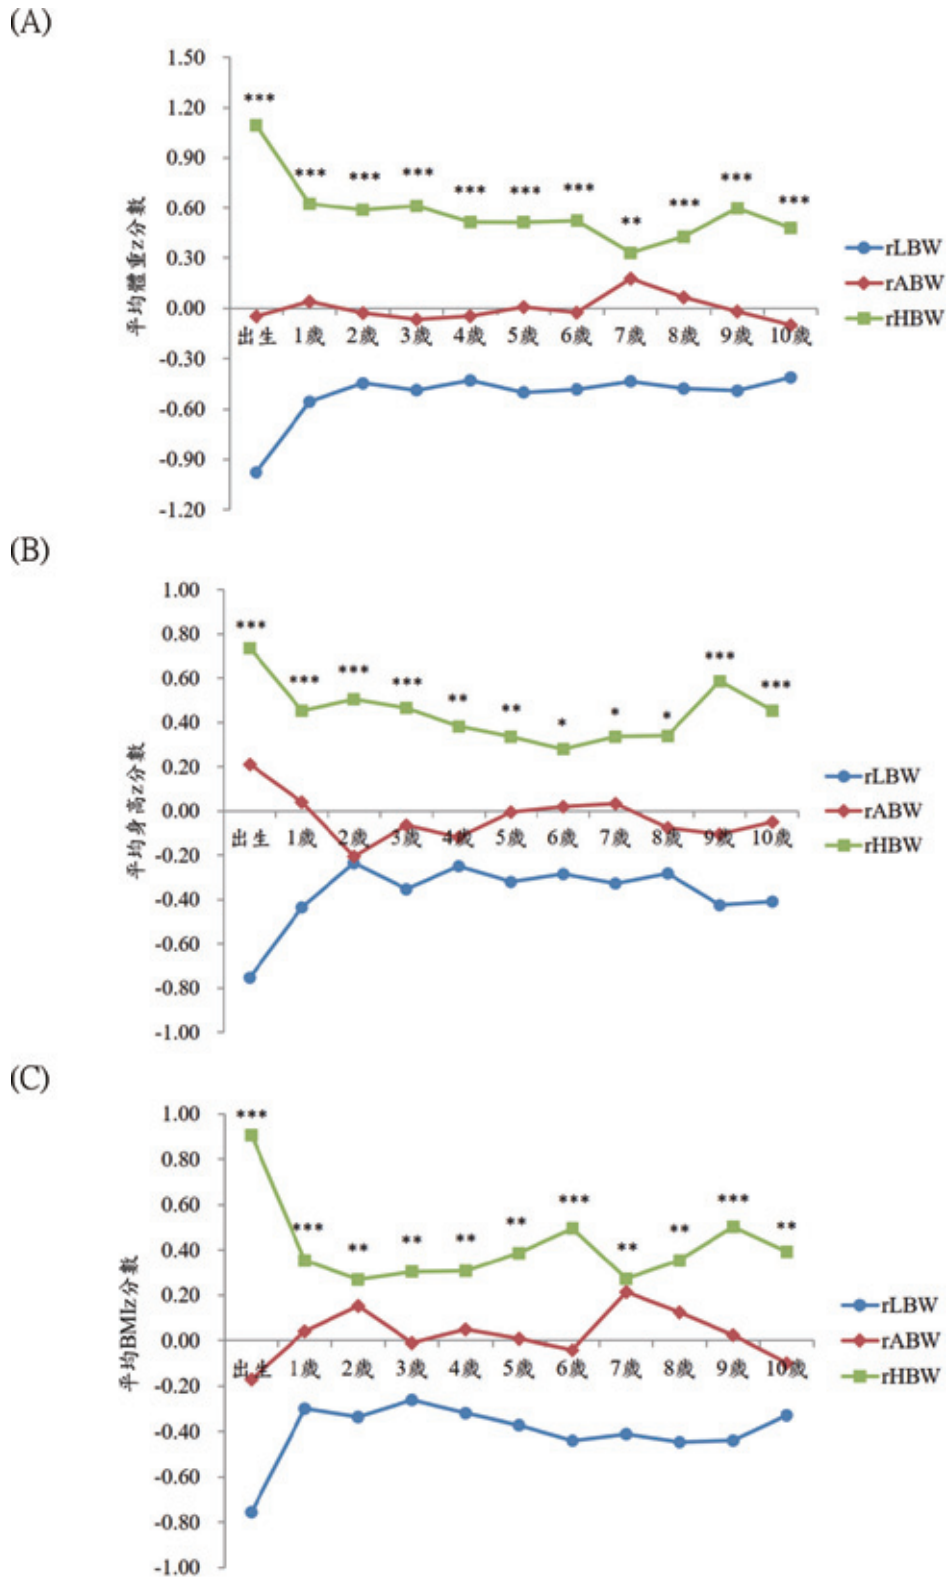 (A)
平均體重z分數
1.50
***
1.20
0.90
*** *** *** *** *** *** ** *** *** ***
0.60
0.30
0.00
出生 1歲 2歲 3歲 4歲 5歲 6歲 7歲 8歲 9歲 10歲
-0.30
-0.60
-0.90
-1.20
rLBW
rABW
rHBW
(B)
平均身高z分數
1.00
0.80
*** *** *** *** ** ** * * * *** ***
0.60
0.40
0.20
0.00
出生 1歲 2歲 3歲 4歲 5歲 6歲 7歲 8歲 9歲 10歲
-0.20
-0.40
-0.60
-0.80
-1.00
rLBW
rABW
rHBW
(C)
平均BMIz分數
1.00
*** *** ** ** ** ** *** ** ** *** **
0.80
0.60
0.40
0.20
0.00
出生 1歲 2歲 3歲 4歲 5歲 6歲 7歲 8歲 9歲 10歲
-0.20
-0.40
-0.60
-0.80
-1.00
rLBW
rABW
rHBW